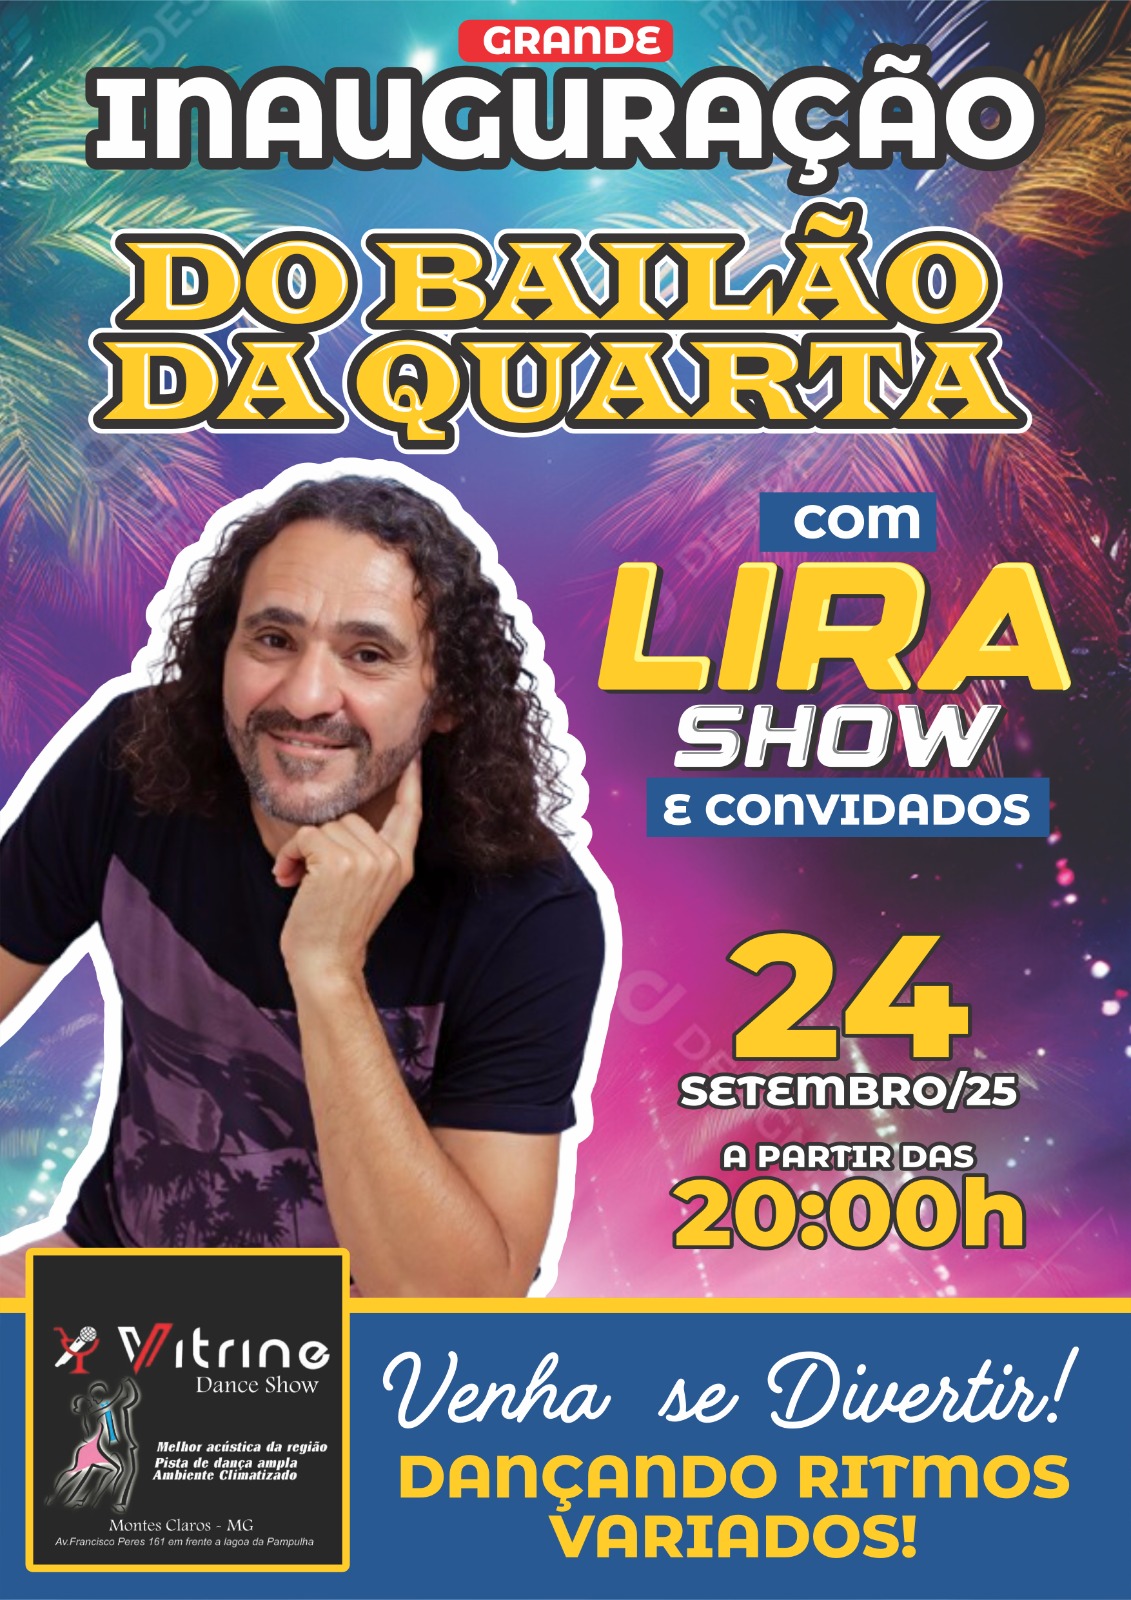 GRANDE
INAUGURAÇÃO
DO BAILÃO
DA QUARTA
com
LIRA
SHOW
E CONVIDADOS
24
SETEMBRO/25
A PARTIR DAS
20:00h
Vitrine
Dance Show
Melhor acústica da região
Pista de dança ampla
Ambiente Climatizado
Montes Claros - MG
Av.Francisco Peres 161 em frente a lagoa da Pampulha
Venha se Divertir!
DANÇANDO RITMOS
VARIADOS!